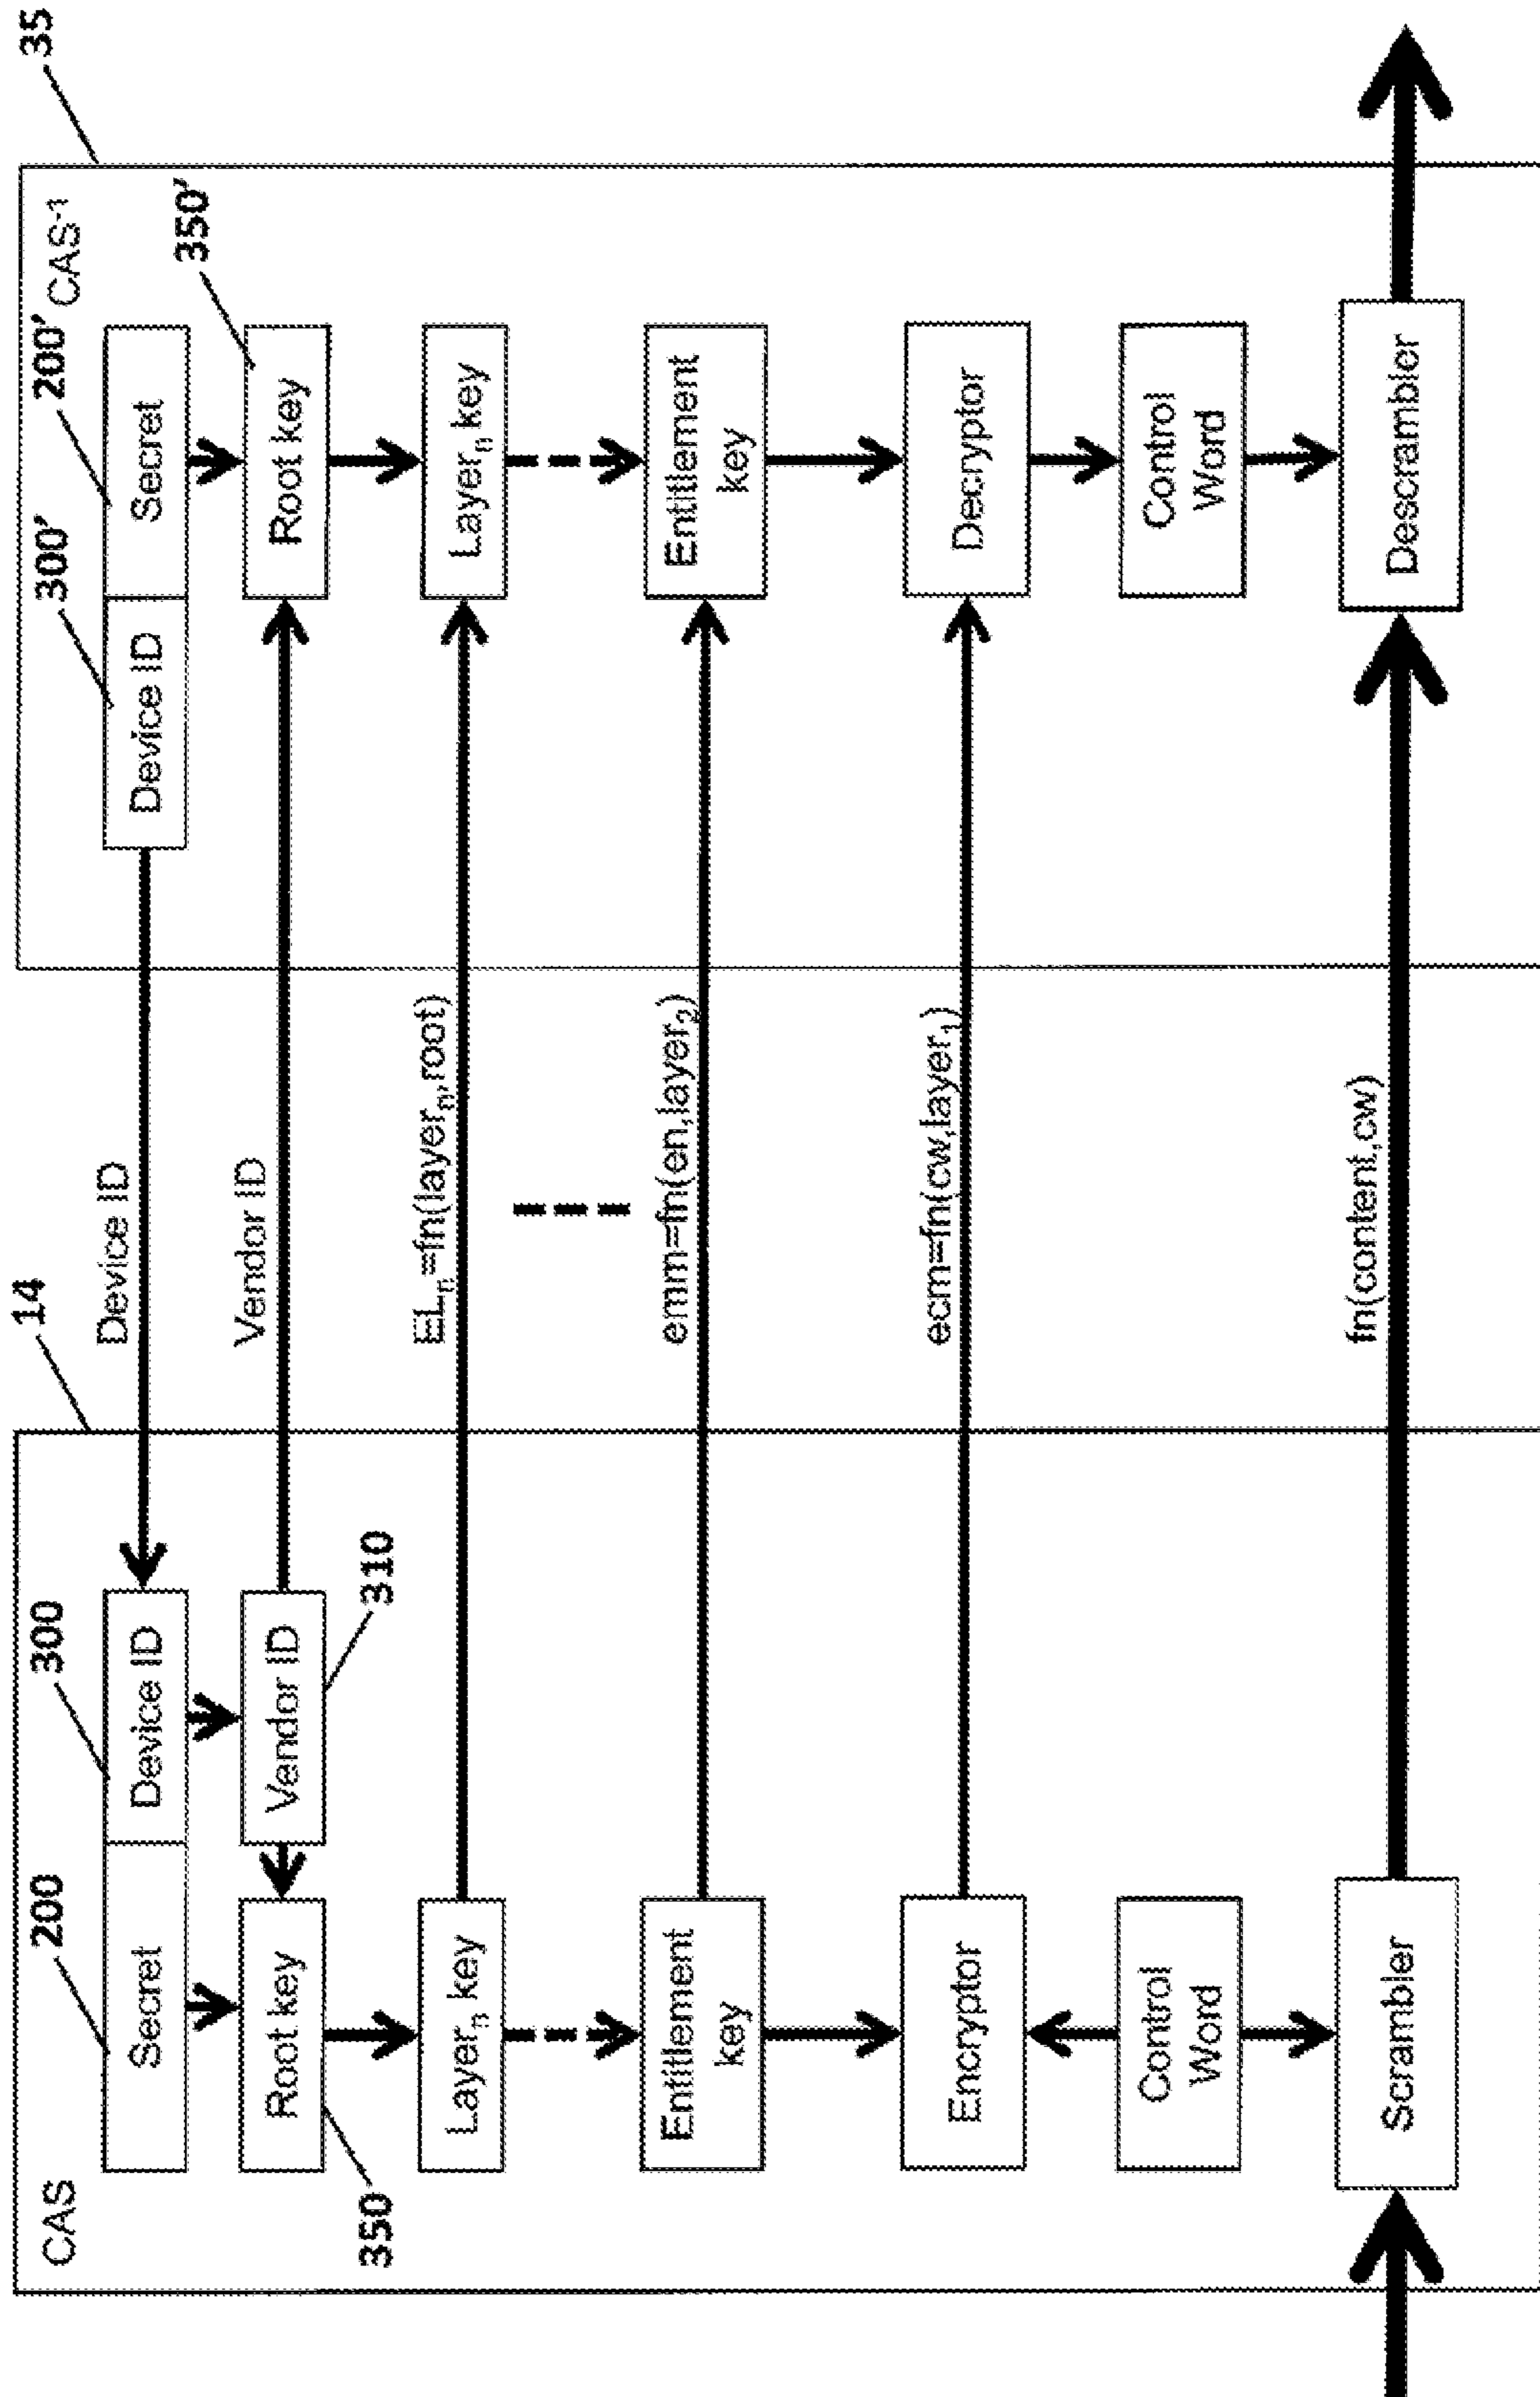 14
35
CAS
200
300
Secret
Device ID
Root key
Vendor ID
350
310
Layerₙ key
Entitlement
key
Encryptor
Control
Word
Scrambler
Device ID
Vendor ID
ELₙ=fn(layerₙ,root)
emm=fn(en,layer₂)
ecm=fn(cw,layer₁)
fn(content,cw)
300'
200'
CAS⁻¹
Device ID
Secret
350'
Root key
Layerₙ key
Entitlement
key
Decryptor
Control
Word
Descrambler